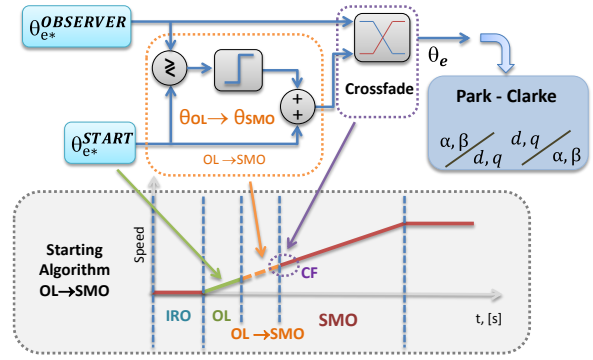 θe*OBSERVER
≷
+
+
θOL→ θSMO
OL→SMO
θe*START
Crossfade
θe
Park - Clarke
α, β
d, q
d, q
α, β
Starting
Algorithm
OL→SMO
Speed
CF
IRO
OL
OL→SMO
SMO
t, [s]